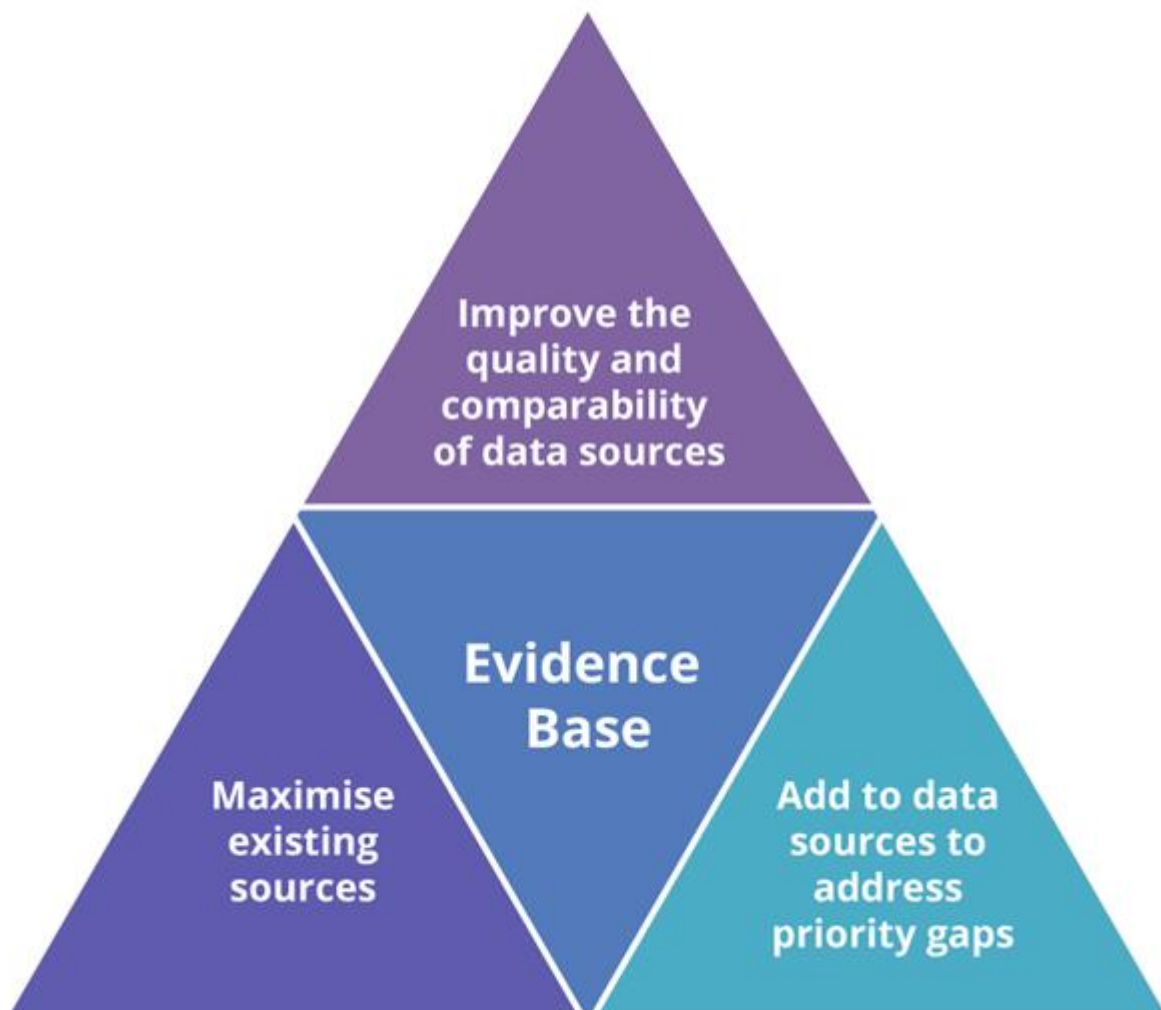 Improve the
quality and
comparability
of data sources
Evidence
Base
Maximise
existing
sources
Add to data
sources to
address
priority gaps